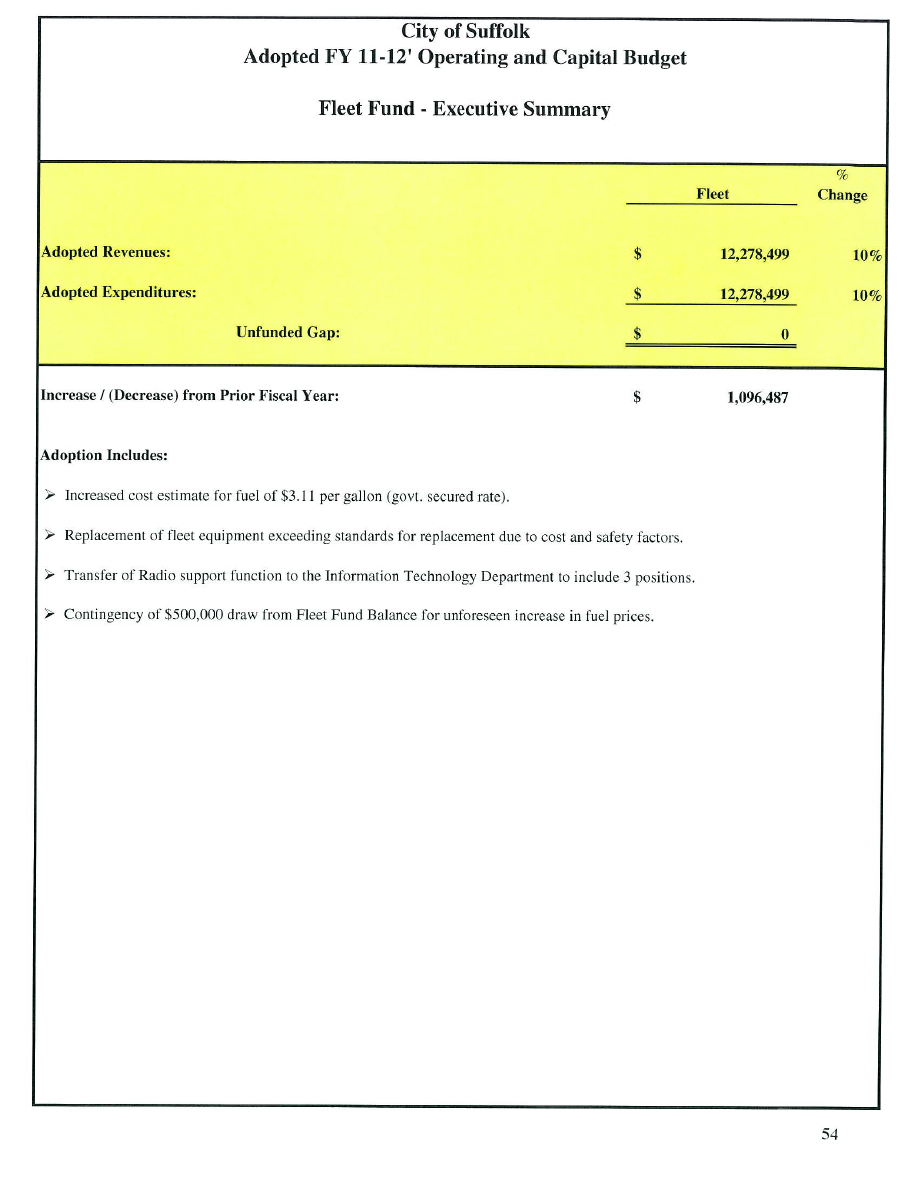 City of Suffolk
Adopted FY 11-12' Operating and Capital Budget
Fleet Fund - Executive Summary
%
Fleet Change
Adopted Revenues: $ 12,278,499 10%
Adopted Expenditures: $ 12,278,499 10%
Unfunded Gap: $ 0
Increase / (Decrease) from Prior Fiscal Year: $ 1,096,487
Adoption Includes:
➢ Increased cost estimate for fuel of $3.11 per gallon (govt. secured rate).
➢ Replacement of fleet equipment exceeding standards for replacement due to cost and safety factors.
➢ Transfer of Radio support function to the Information Technology Department to include 3 positions.
➢ Contingency of $500,000 draw from Fleet Fund Balance for unforeseen increase in fuel prices.
54